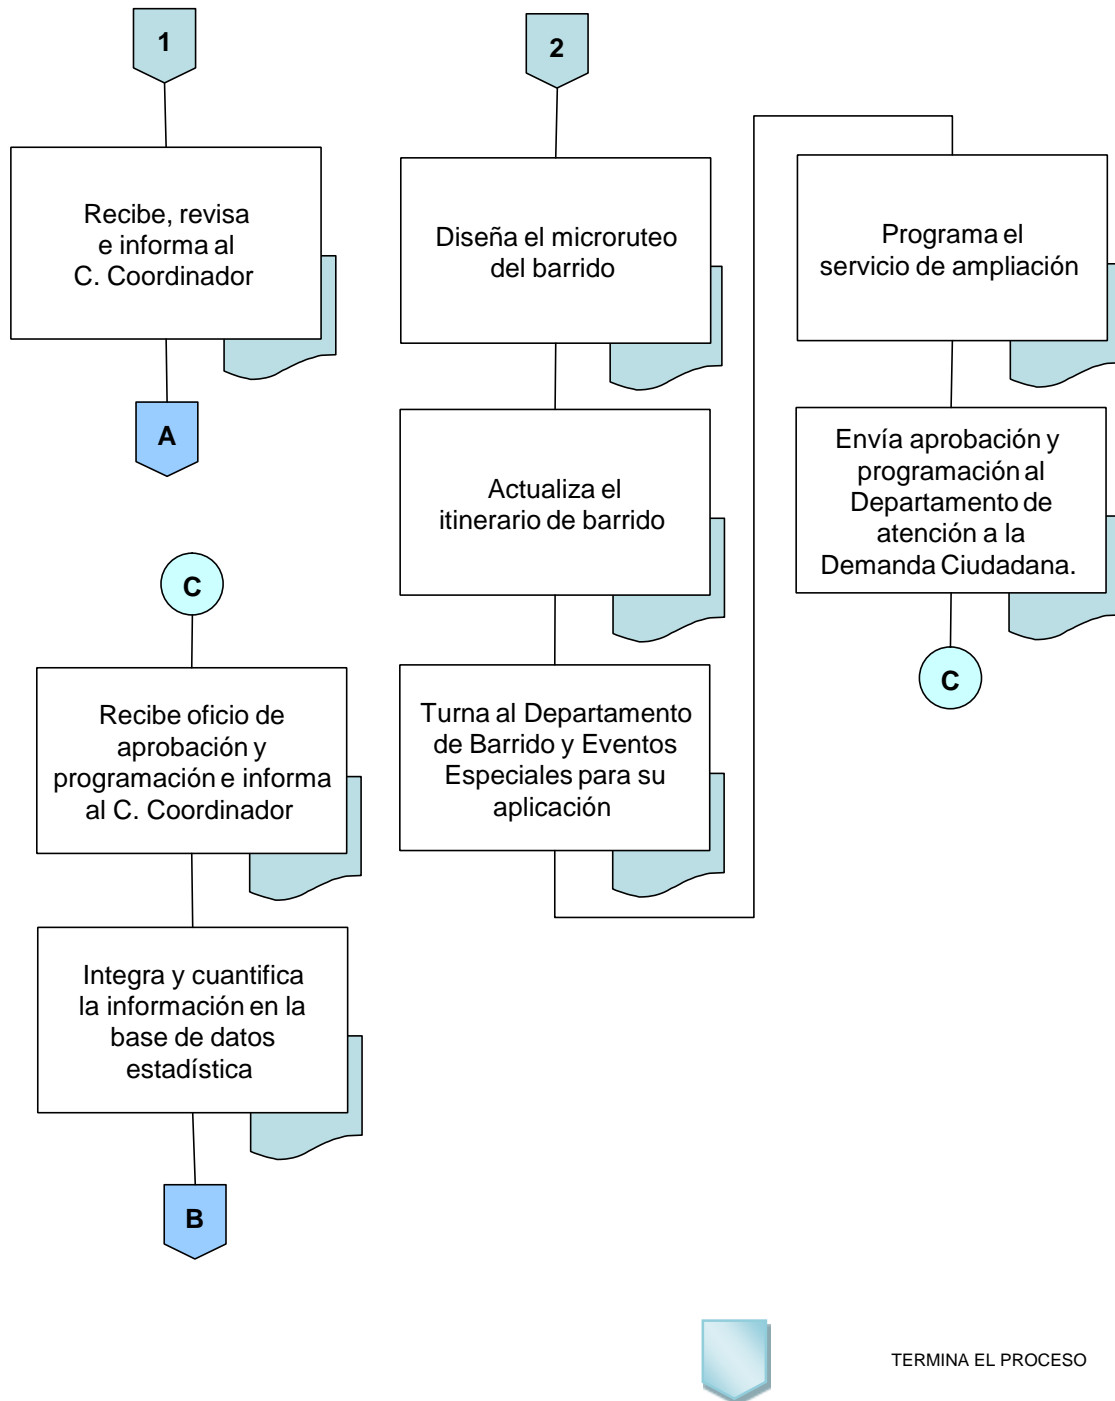 1
Recibe, revisa
e informa al
C. Coordinador
A
C
Recibe oficio de
aprobación y
programación e informa
al C. Coordinador
Integra y cuantifica
la información en la
base de datos
estadística
B
2
Diseña el microruteo
del barrido
Actualiza el
itinerario de barrido
Turna al Departamento
de Barrido y Eventos
Especiales para su
aplicación
Programa el
servicio de ampliación
Envía aprobación y
programación al
Departamento de
atención a la
Demanda Ciudadana.
C
TERMINA EL PROCESO